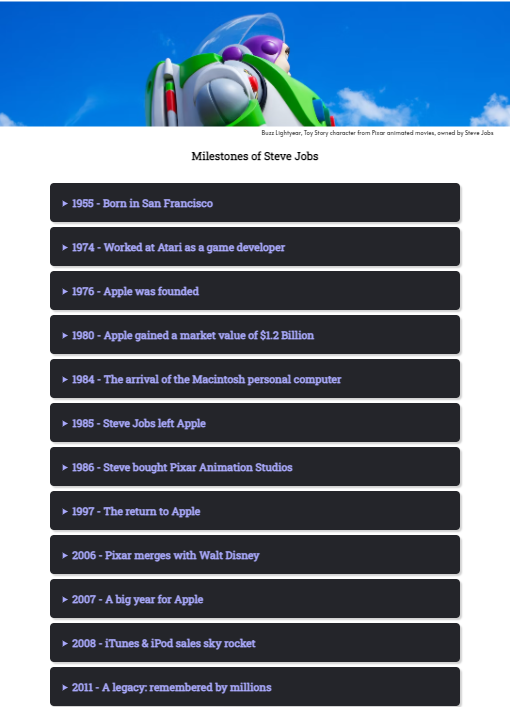 Buzz Lightyear, Toy Story character from Pixar animated movies, owned by Steve Jobs
Milestones of Steve Jobs
1955 - Born in San Francisco
1974 - Worked at Atari as a game developer
1976 - Apple was founded
1980 - Apple gained a market value of $1.2 Billion
1984 - The arrival of the Macintosh personal computer
1985 - Steve Jobs left Apple
1986 - Steve bought Pixar Animation Studios
1997 - The return to Apple
2006 - Pixar merges with Walt Disney
2007 - A big year for Apple
2008 - iTunes & iPod sales sky rocket
2011 - A legacy: remembered by millions